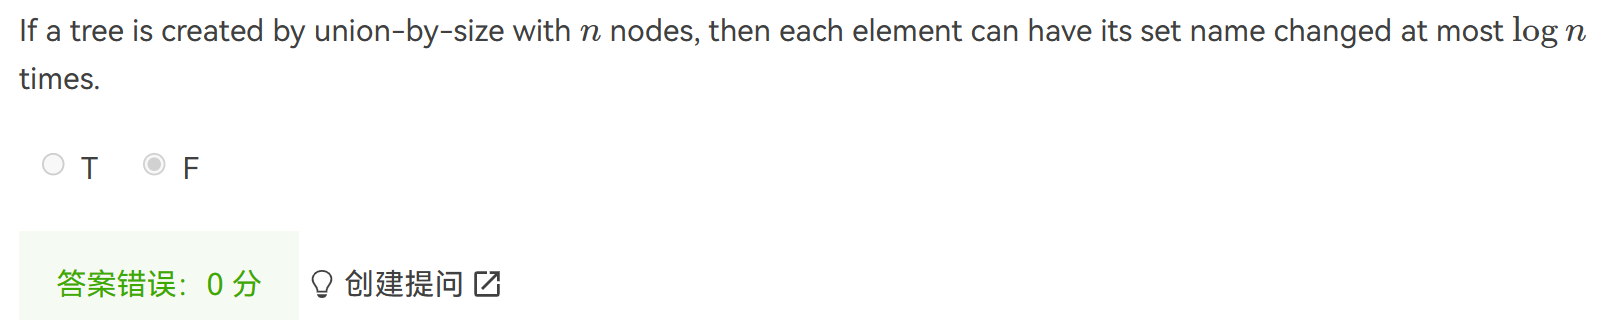 If a tree is created by union-by-size with n nodes, then each element can have its set name changed at most log n
times.
T F
答案错误：0 分 创建提问